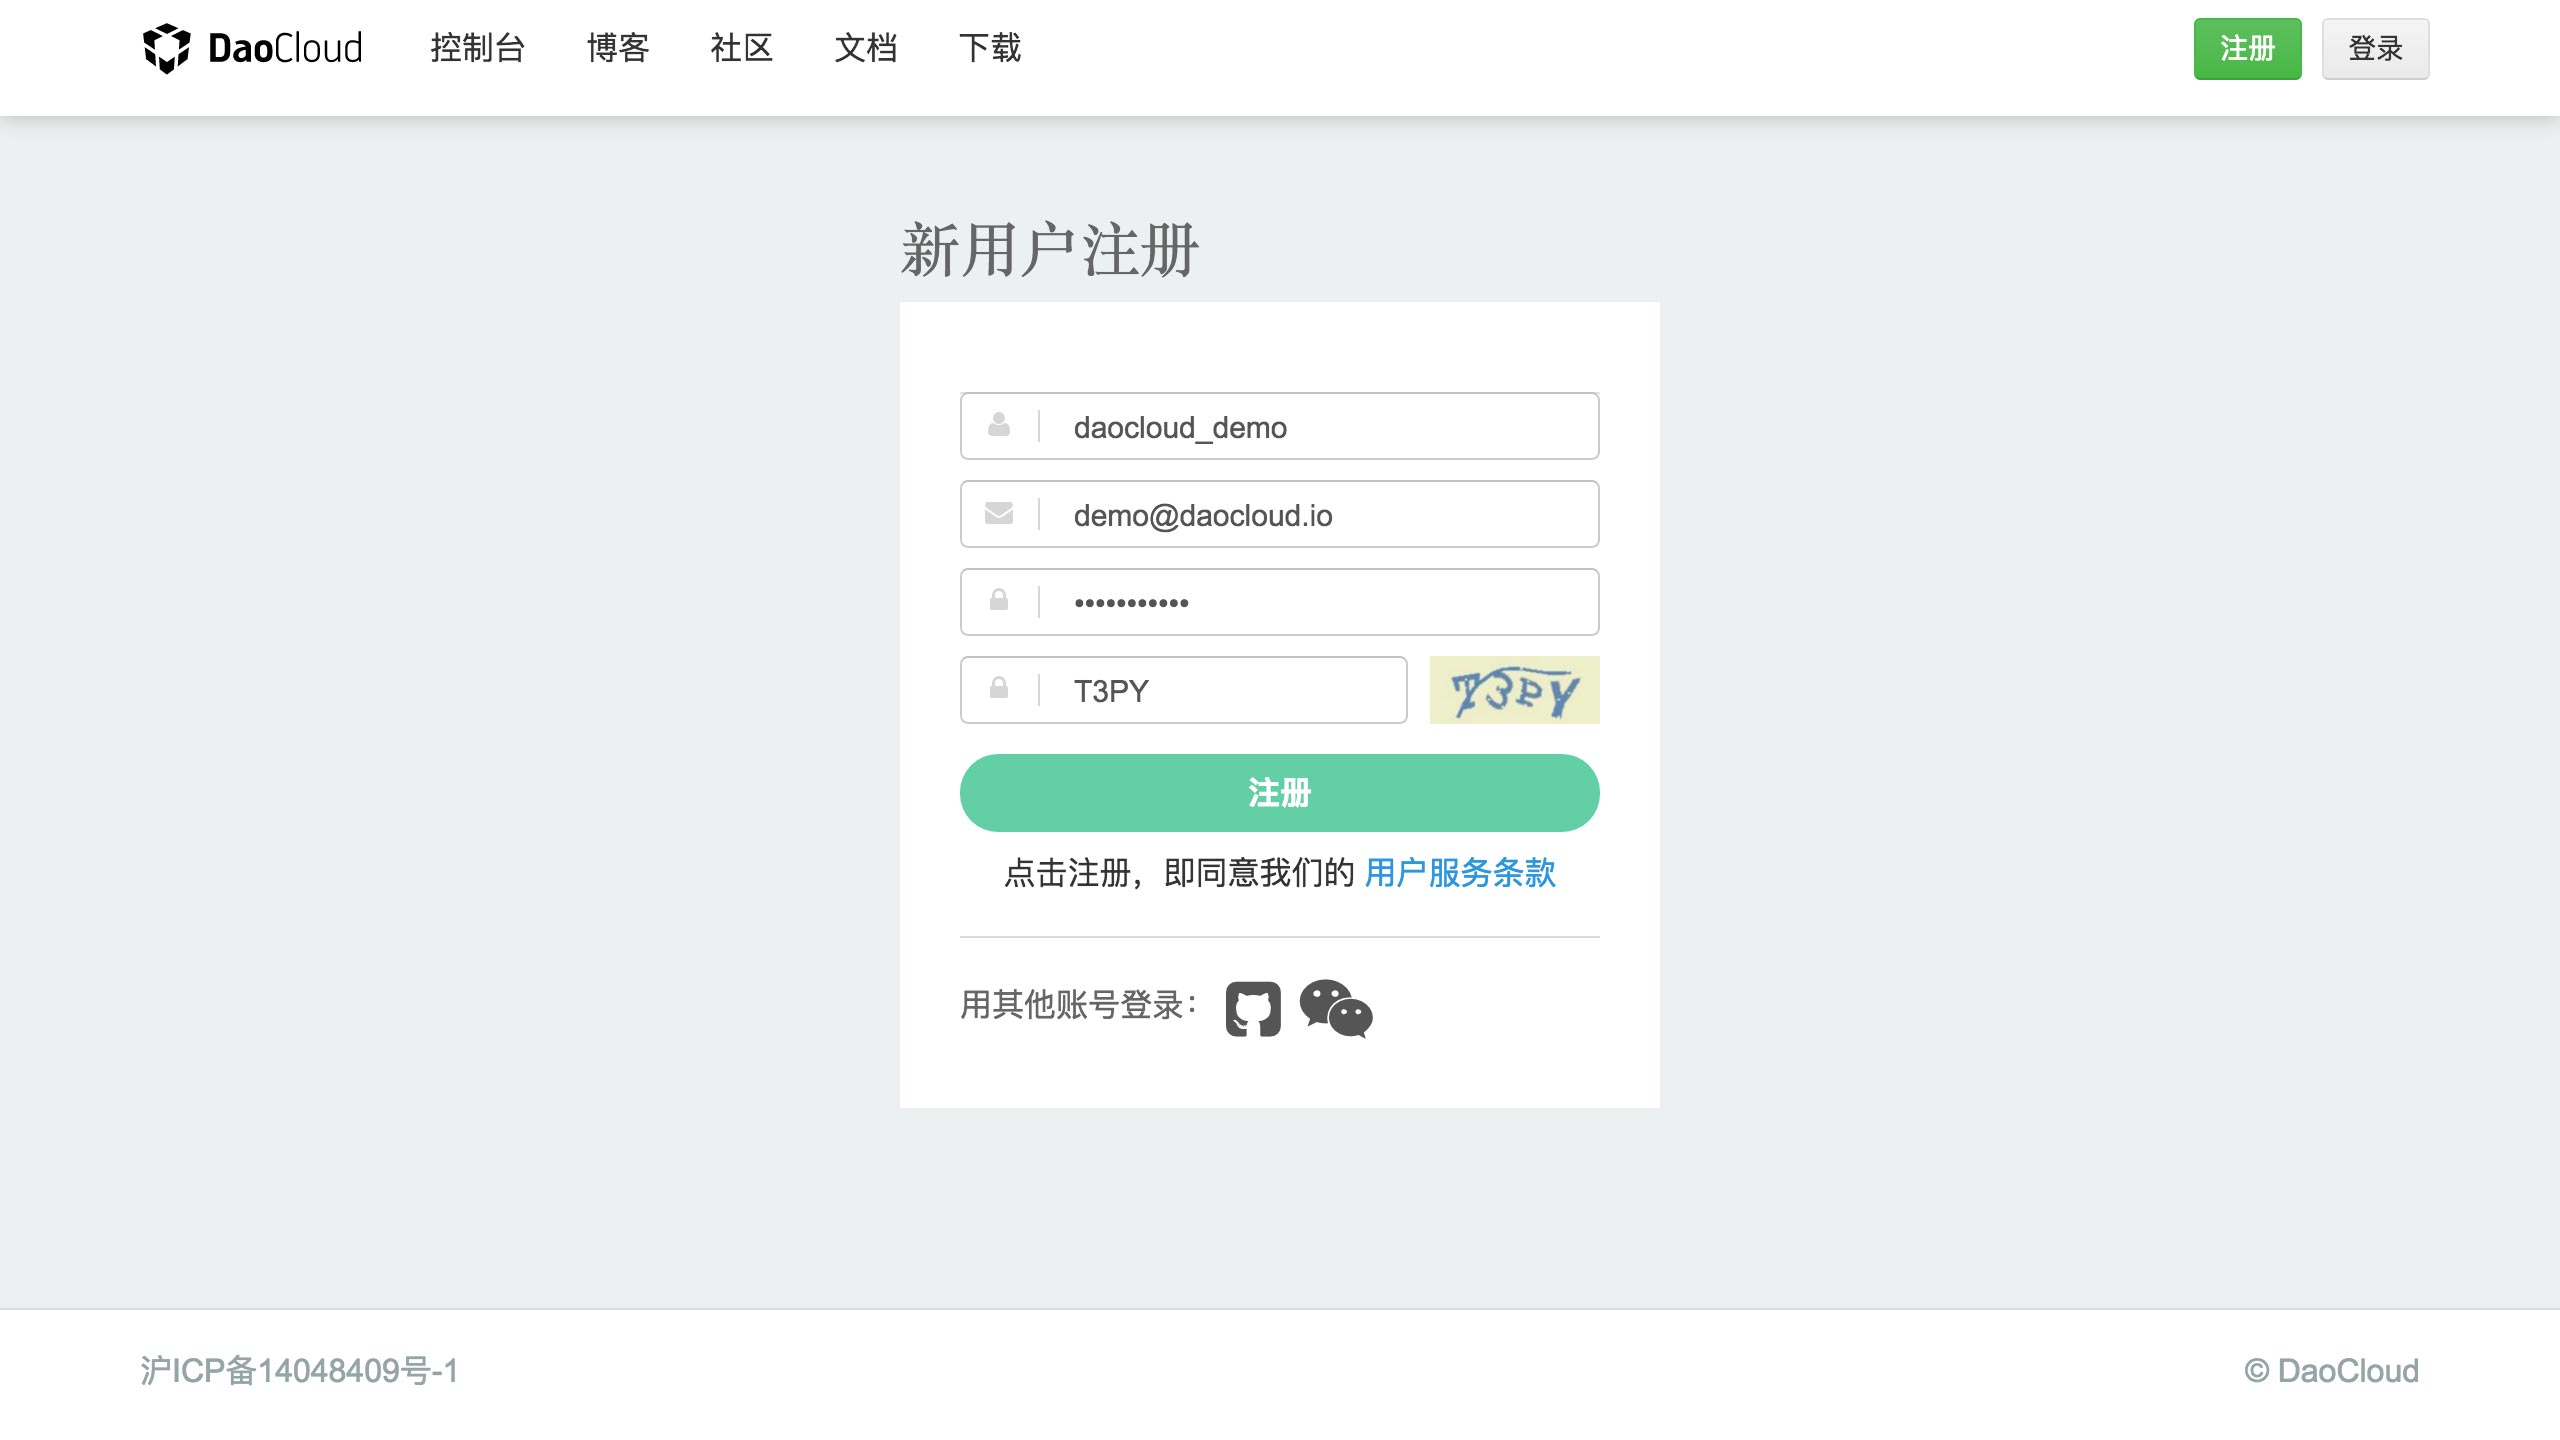 DaoCloud 控制台 博客 社区 文档 下载 注册 登录
新用户注册
daocloud_demo
demo@daocloud.io
•••••••••••
T3PY T3PY
注册
点击注册，即同意我们的 用户服务条款
用其他账号登录：
沪ICP备14048409号-1 © DaoCloud